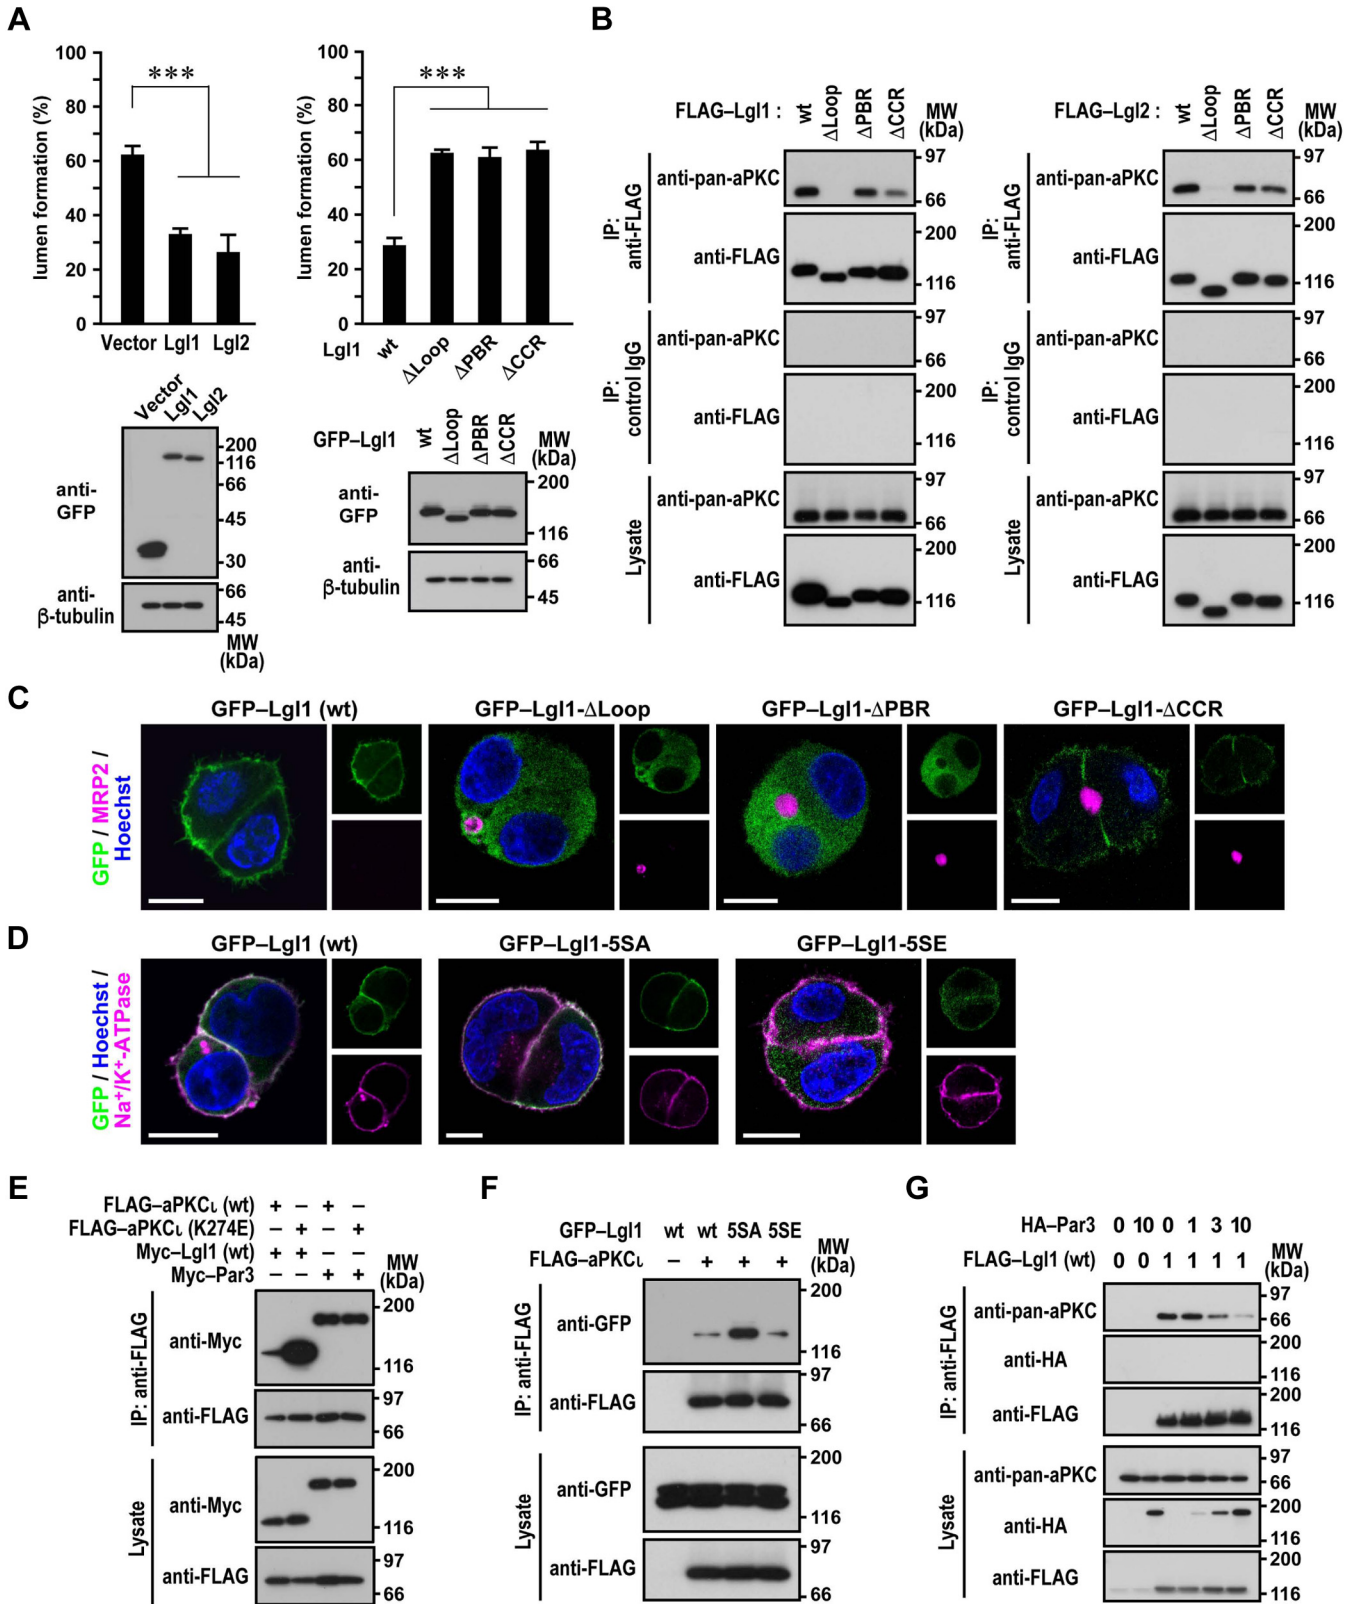 A
100
80
60
40
20
0
lumen formation (%)
***
Vector Lgl1 Lgl2
100
80
60
40
20
0
lumen formation (%)
***
Lgl1 wt ΔLoop ΔPBR ΔCCR
Vector Lgl1 Lgl2
anti-GFP
200
116
66
45
30
anti-β-tubulin
66
45
MW (kDa)
GFP–Lgl1 wt ΔLoop ΔPBR ΔCCR MW (kDa)
anti-GFP
200
116
anti-β-tubulin
66
45
B
FLAG–Lgl1 : wt ΔLoop ΔPBR ΔCCR MW (kDa)
IP: anti-FLAG
anti-pan-aPKC
97
66
anti-FLAG
200
116
IP: control IgG
anti-pan-aPKC
97
66
anti-FLAG
200
116
Lysate
anti-pan-aPKC
97
66
anti-FLAG
200
116
FLAG–Lgl2 : wt ΔLoop ΔPBR ΔCCR MW (kDa)
IP: anti-FLAG
anti-pan-aPKC
97
66
anti-FLAG
200
116
IP: control IgG
anti-pan-aPKC
97
66
anti-FLAG
200
116
Lysate
anti-pan-aPKC
97
66
anti-FLAG
200
116
C
GFP–Lgl1 (wt) GFP–Lgl1-ΔLoop GFP–Lgl1-ΔPBR GFP–Lgl1-ΔCCR
GFP / MRP2 /
Hoechst
D
GFP–Lgl1 (wt) GFP–Lgl1-5SA GFP–Lgl1-5SE
GFP / Hoechst /
Na⁺/K⁺-ATPase
E
FLAG–aPKCι (wt) + – + –
FLAG–aPKCι (K274E) – + – +
Myc–Lgl1 (wt) + + – –
Myc–Par3 – – + +
MW (kDa)
IP: anti-FLAG
anti-Myc
200
116
anti-FLAG
97
66
Lysate
anti-Myc
200
116
anti-FLAG
97
66
F
GFP–Lgl1 wt wt 5SA 5SE
FLAG–aPKCι – + + +
MW (kDa)
IP: anti-FLAG
anti-GFP
200
116
anti-FLAG
97
66
Lysate
anti-GFP
200
116
anti-FLAG
97
66
G
HA–Par3 0 10 0 1 3 10
FLAG–Lgl1 (wt) 0 0 1 1 1 1
MW (kDa)
IP: anti-FLAG
anti-pan-aPKC
97
66
anti-HA
200
116
anti-FLAG
200
116
Lysate
anti-pan-aPKC
97
66
anti-HA
200
116
anti-FLAG
200
116